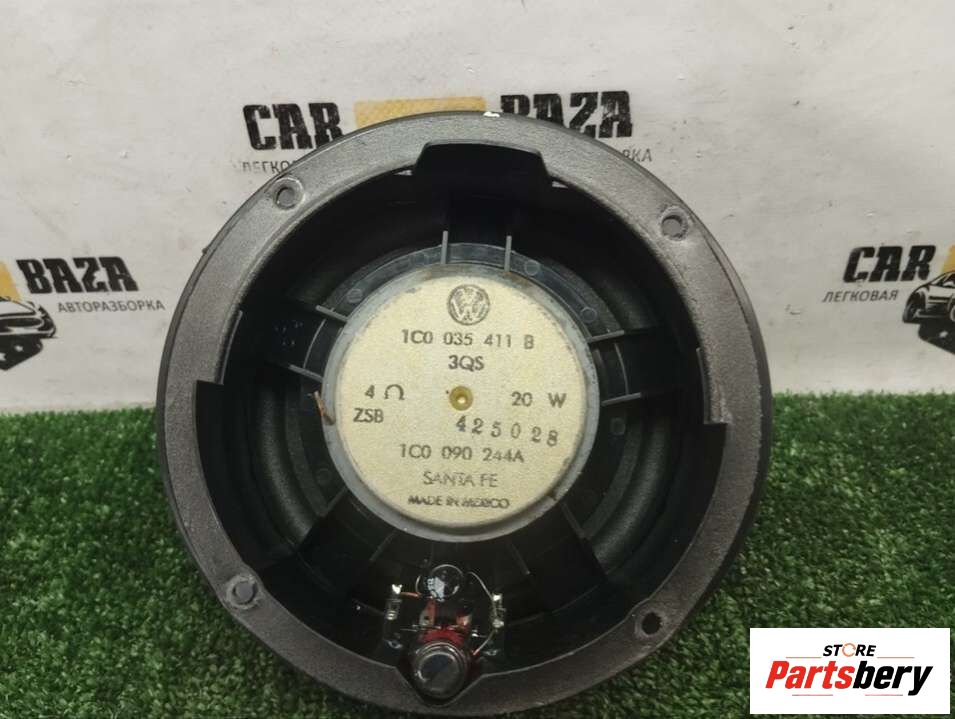 CAR BAZA
ЛЕГКОВАЯ
BAZA
АВТОРАЗБОРКА
CAR
ЛЕГКОВАЯ
1C0 035 411 B
3QS
4 Ω 20 W
ZSB 425028
1C0 090 244A
SANTA FE
MADE IN MEXICO
STORE
Partsbery